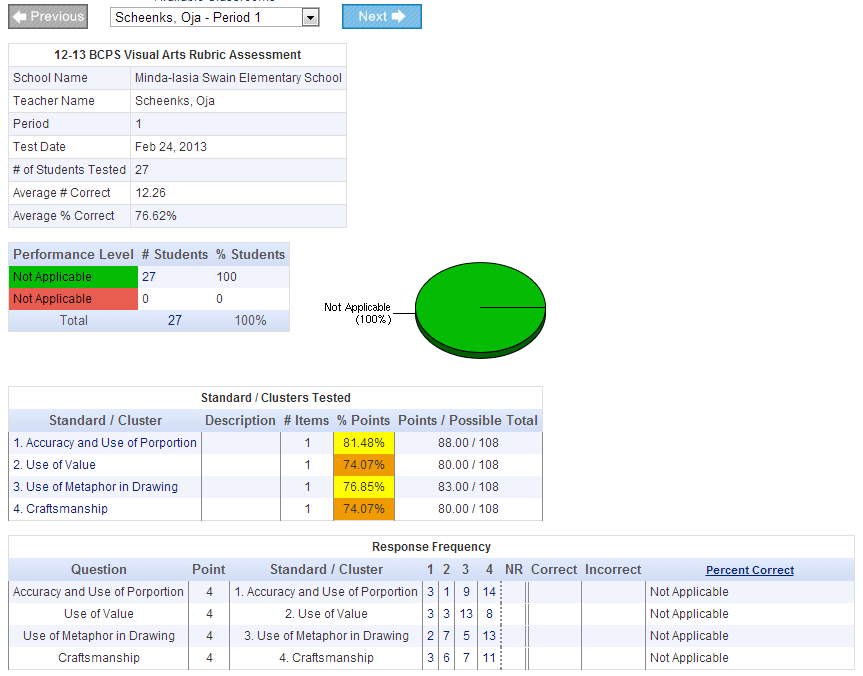 Previous
Scheenks, Oja - Period 1
Next
12-13 BCPS Visual Arts Rubric Assessment
School Name Minda-lasia Swain Elementary School
Teacher Name Scheenks, Oja
Period 1
Test Date Feb 24, 2013
# of Students Tested 27
Average # Correct 12.26
Average % Correct 76.62%
Performance Level # Students % Students
Not Applicable 27 100
Not Applicable 0 0
Total 27 100%
Not Applicable
(100%)
Standard / Clusters Tested
Standard / Cluster Description # Items % Points Points / Possible Total
1. Accuracy and Use of Porportion 1 81.48% 88.00 / 108
2. Use of Value 1 74.07% 80.00 / 108
3. Use of Metaphor in Drawing 1 76.85% 83.00 / 108
4. Craftsmanship 1 74.07% 80.00 / 108
Response Frequency
Question Point Standard / Cluster 1 2 3 4 NR Correct Incorrect Percent Correct
Accuracy and Use of Porportion 4 1. Accuracy and Use of Porportion 3 1 9 14 Not Applicable
Use of Value 4 2. Use of Value 3 3 13 8 Not Applicable
Use of Metaphor in Drawing 4 3. Use of Metaphor in Drawing 2 7 5 13 Not Applicable
Craftsmanship 4 4. Craftsmanship 3 6 7 11 Not Applicable